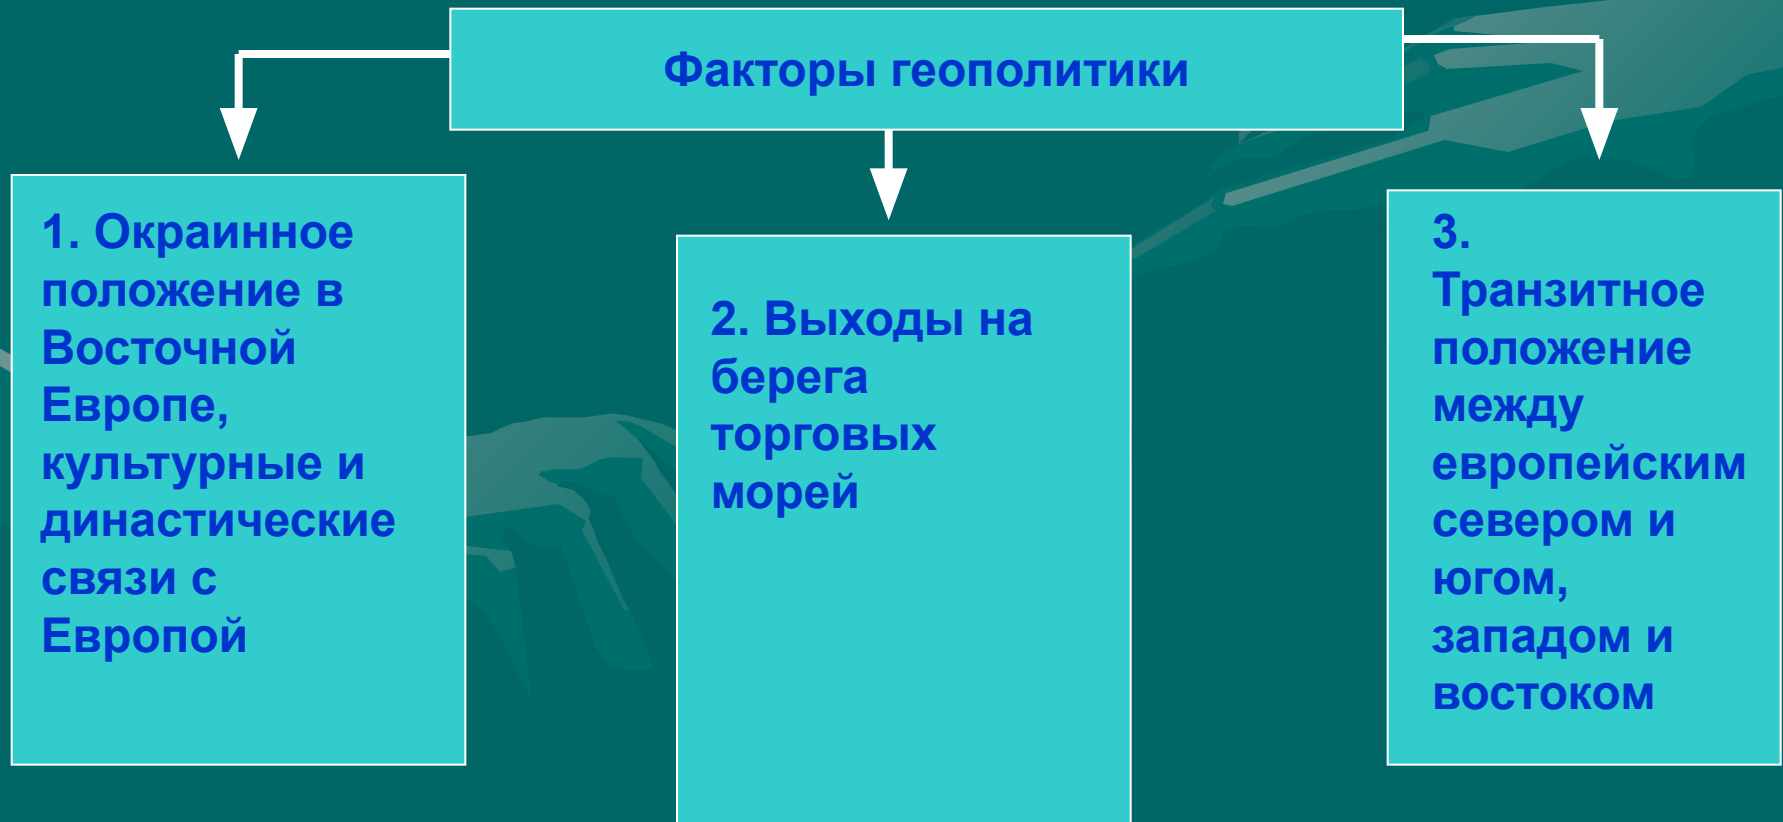 Факторы геополитики
1. Окраинное
положение в
Восточной
Европе,
культурные и
династические
связи с
Европой
2. Выходы на
берега
торговых
морей
3.
Транзитное
положение
между
европейским
севером и
югом,
западом и
востоком